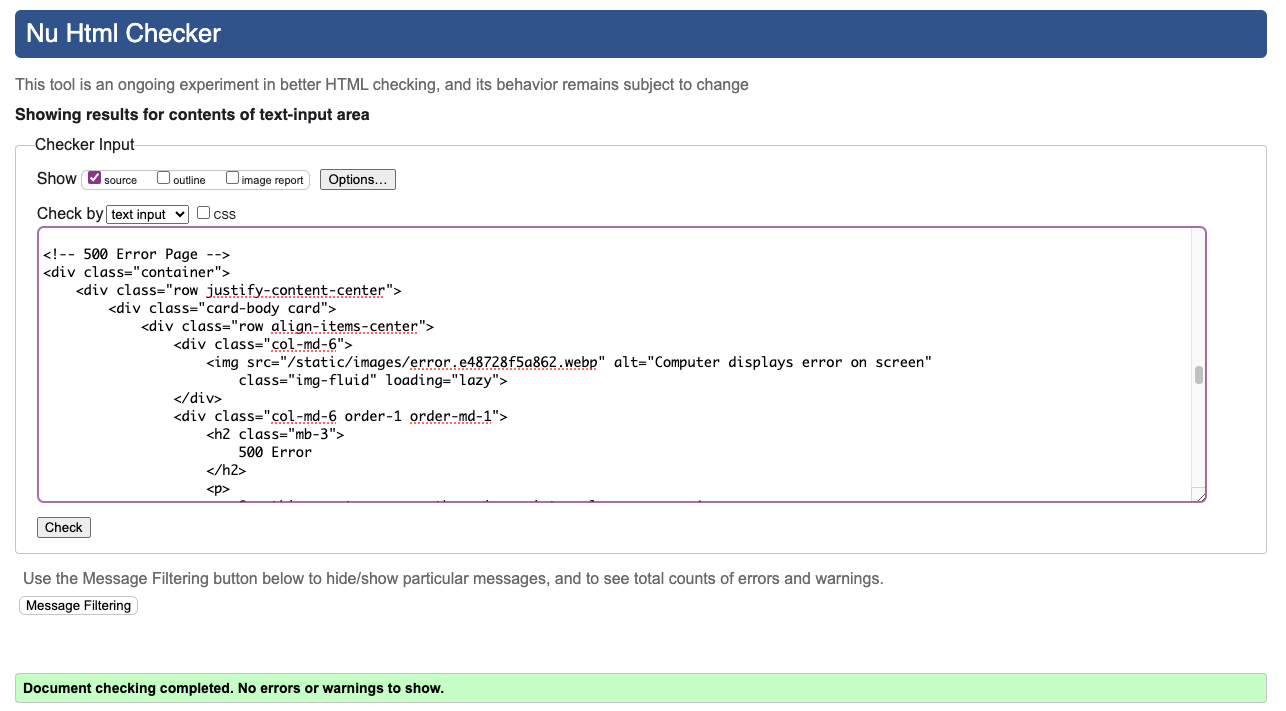 Nu Html Checker
This tool is an ongoing experiment in better HTML checking, and its behavior remains subject to change
Showing results for contents of text-input area
Checker Input
Show source outline image report Options...
Check by text input CSS
<!-- 500 Error Page -->
<div class="container">
    <div class="row justify-content-center">
        <div class="card-body card">
            <div class="row align-items-center">
                <div class="col-md-6">
                    <img src="/static/images/error.e48728f5a862.webp" alt="Computer displays error on screen"
                        class="img-fluid" loading="lazy">
                </div>
                <div class="col-md-6 order-1 order-md-1">
                    <h2 class="mb-3">
                        500 Error
                    </h2>
                    <p>
Check
Use the Message Filtering button below to hide/show particular messages, and to see total counts of errors and warnings.
Message Filtering
Document checking completed. No errors or warnings to show.